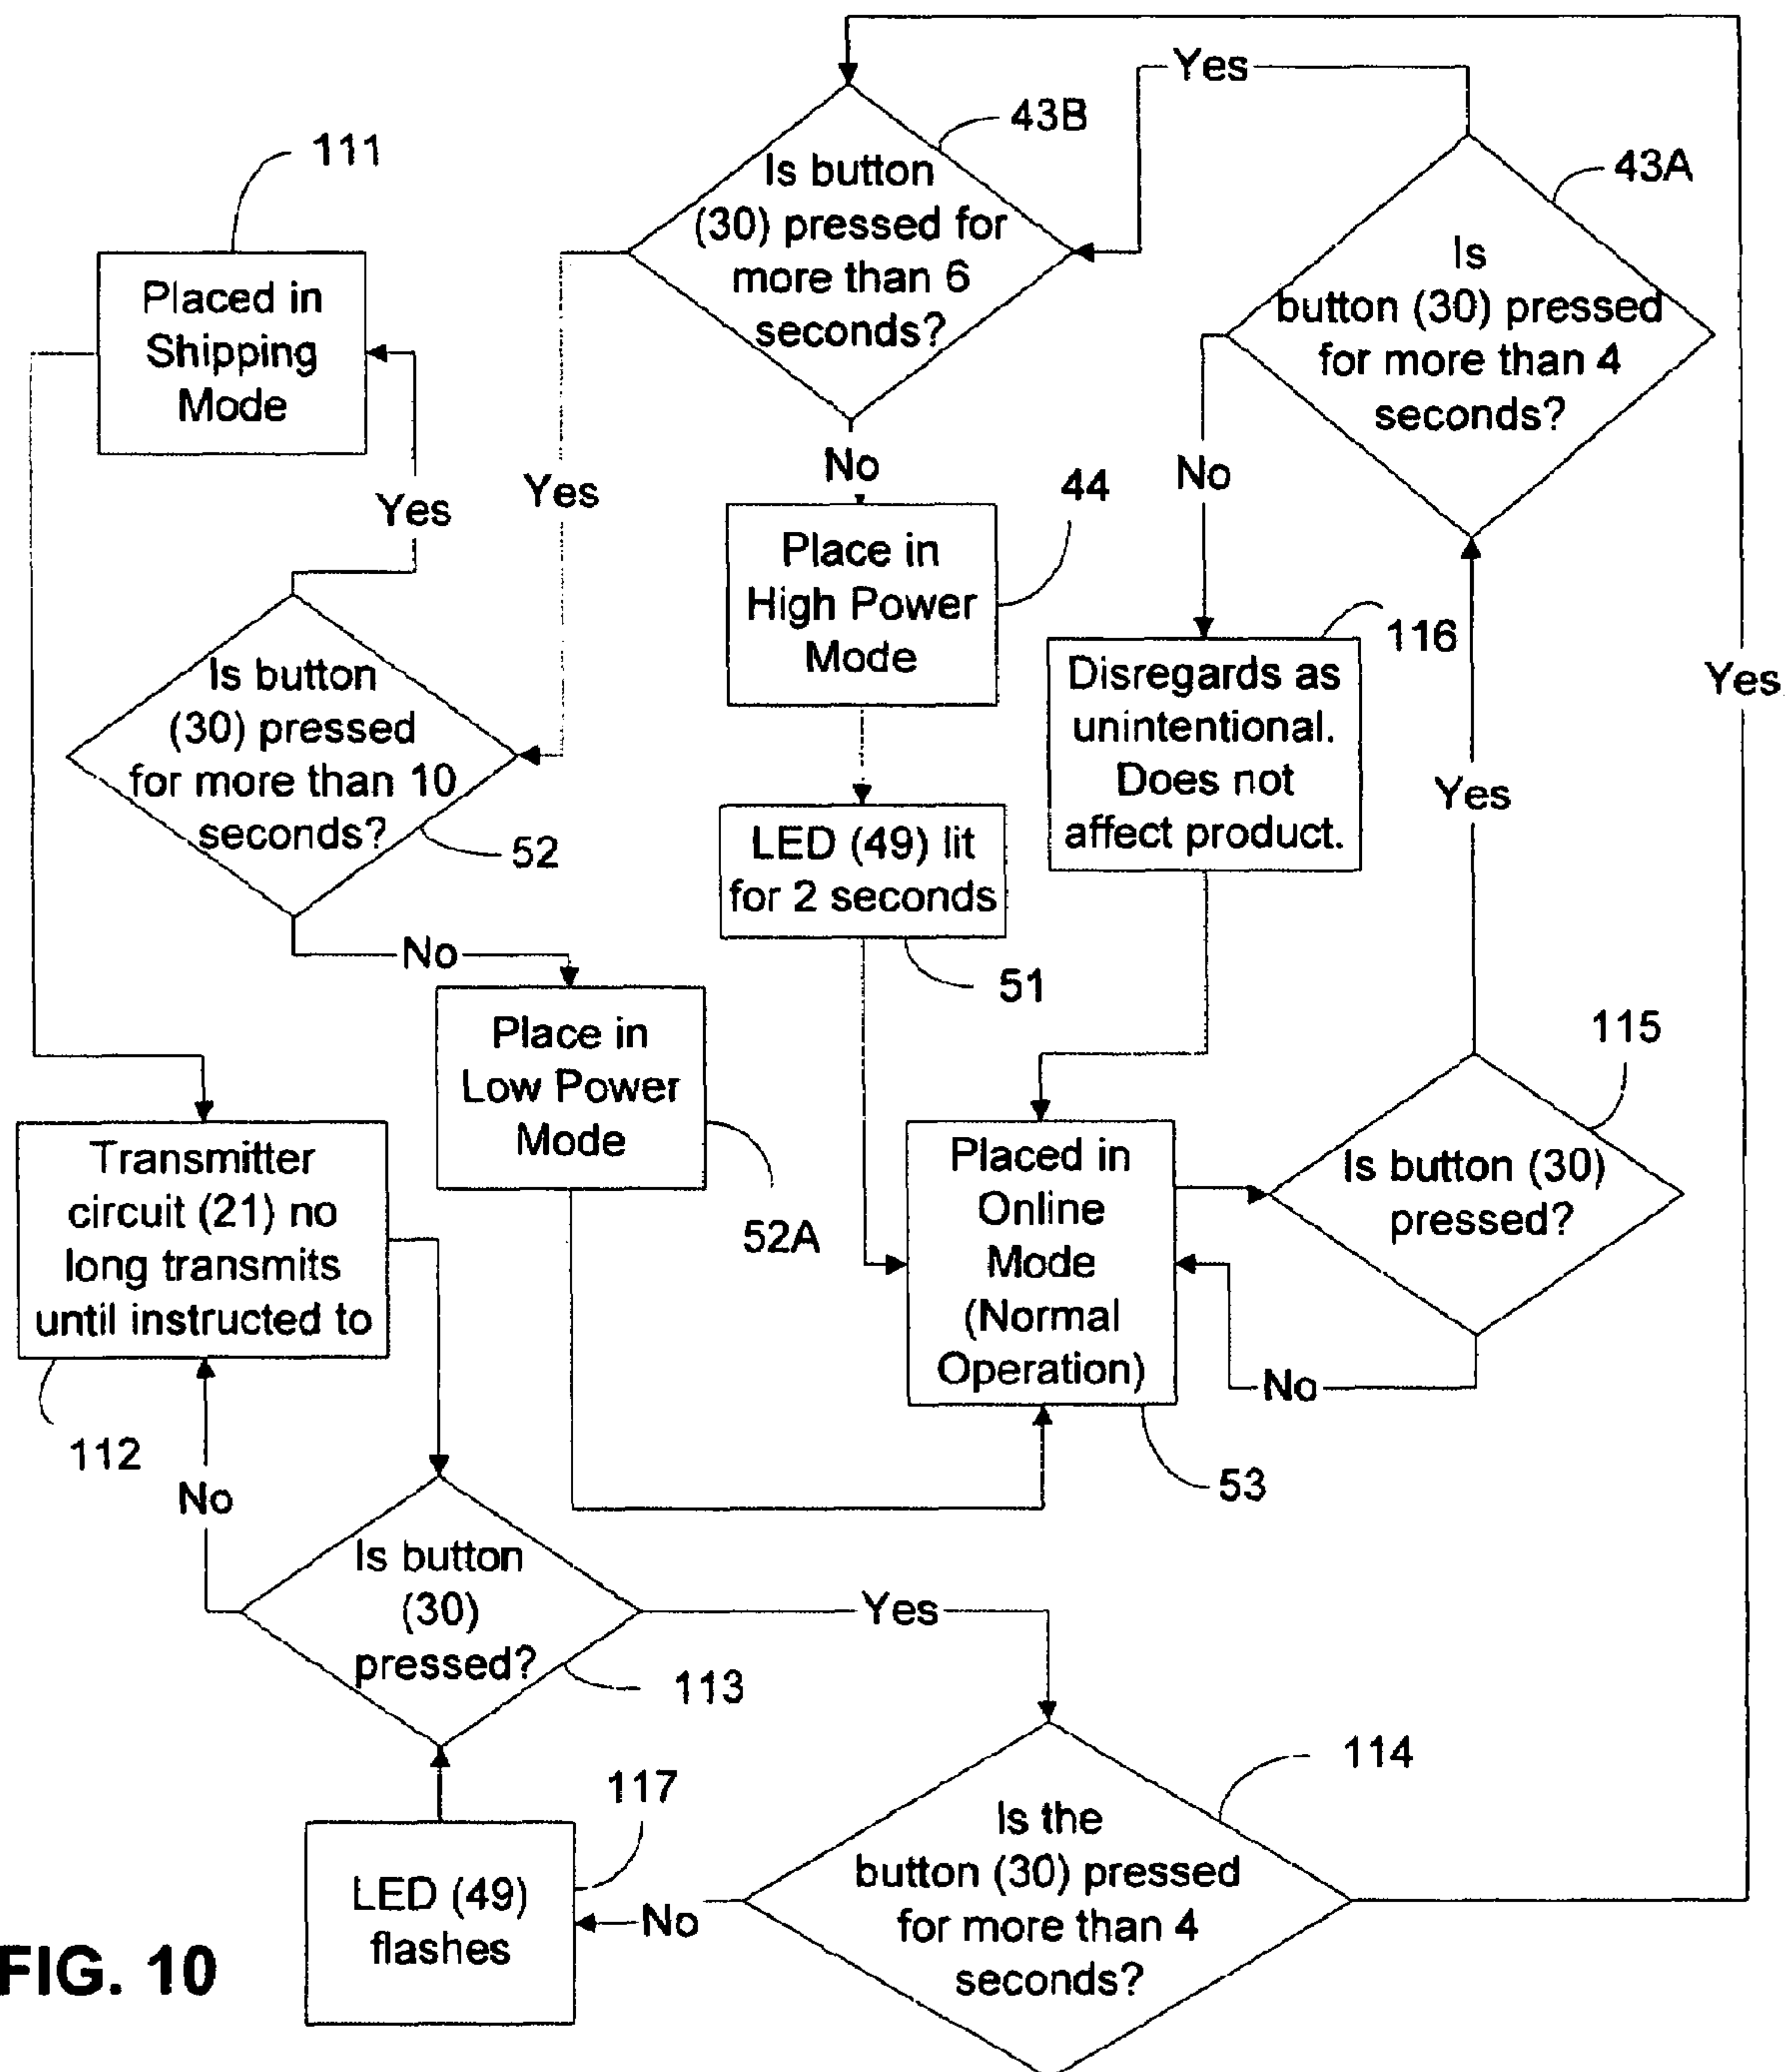 Yes
43B
111
43A
Is button
(30) pressed for
more than 6
seconds?
Is
button (30) pressed
for more than 4
seconds?
Placed in
Shipping
Mode
No
No
44
Yes
Yes
Place in
High Power
Mode
116
Is button
(30) pressed
for more than 10
seconds?
52
Disregards as
unintentional.
Does not
affect product.
Yes
Yes
LED (49) lit
for 2 seconds
51
No
Place in
Low Power
Mode
52A
115
Transmitter
circuit (21) no
long transmits
until instructed to
112
Placed in
Online
Mode
(Normal
Operation)
53
Is button (30)
pressed?
No
No
Is button
(30)
pressed?
113
Yes
114
117
LED (49)
flashes
No
Is the
button (30) pressed
for more than 4
seconds?
FIG. 10